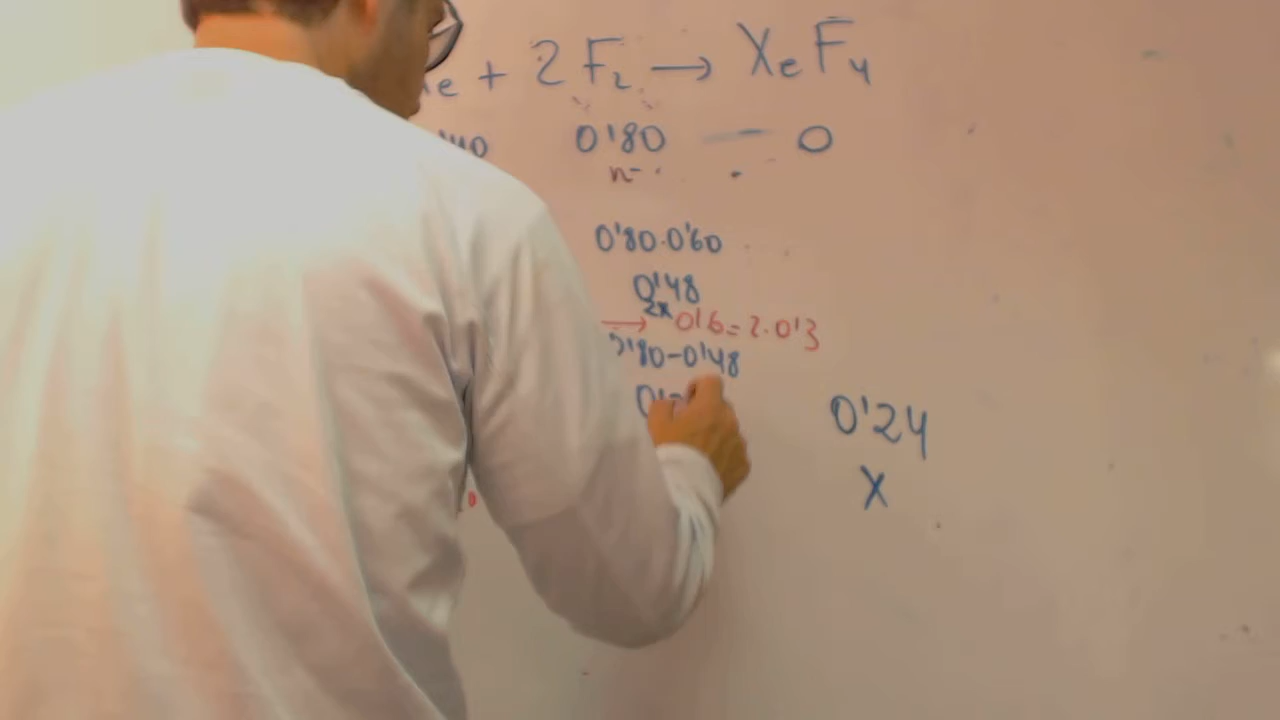 e + 2 F₂ → XeF₄
0'80 — 0
n=
0'80·0'60
0'48
2x
→ 0'6=2·0'3
0'80-0'48
0'24
X